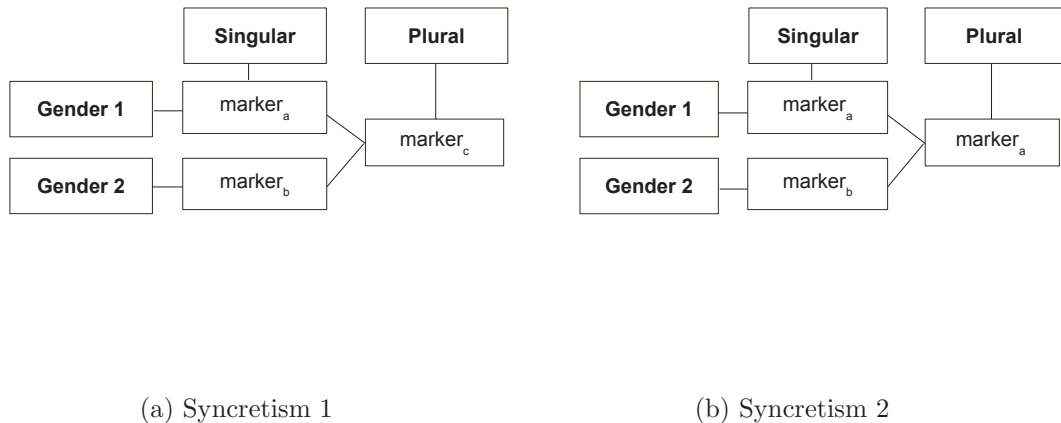 Singular Plural
Gender 1 marker_a
marker_c
Gender 2 marker_b
Singular Plural
Gender 1 marker_a
marker_a
Gender 2 marker_b
(a) Syncretism 1
(b) Syncretism 2